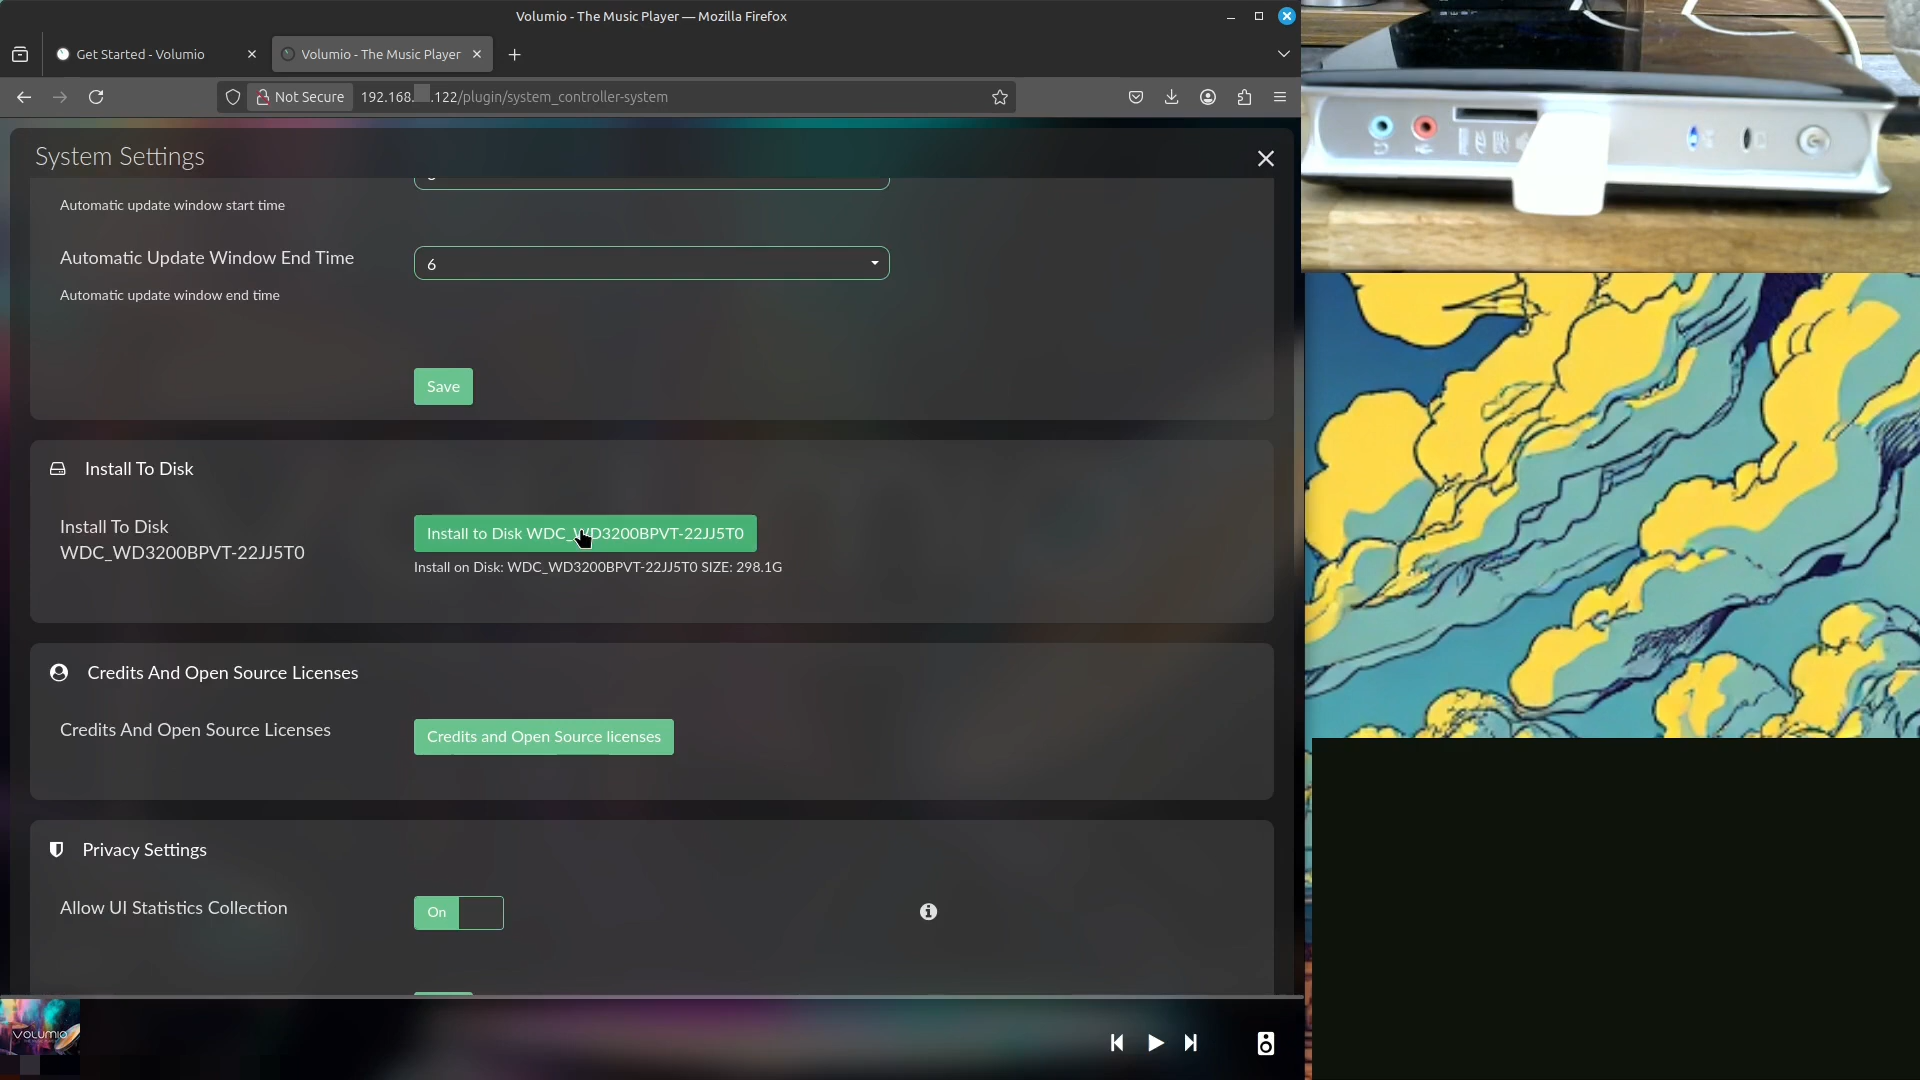 Volumio - The Music Player — Mozilla Firefox
Get Started - Volumio
Volumio - The Music Player
Not Secure
192.168. .122/plugin/system_controller-system
System Settings
Automatic update window start time
Automatic Update Window End Time
6
Automatic update window end time
Save
Install To Disk
Install To Disk
WDC_WD3200BPVT-22JJ5T0
Install to Disk WDC_WD3200BPVT-22JJ5T0
Install on Disk: WDC_WD3200BPVT-22JJ5T0 SIZE: 298.1G
Credits And Open Source Licenses
Credits And Open Source Licenses
Credits and Open Source licenses
Privacy Settings
Allow UI Statistics Collection
On
VOLUMIO